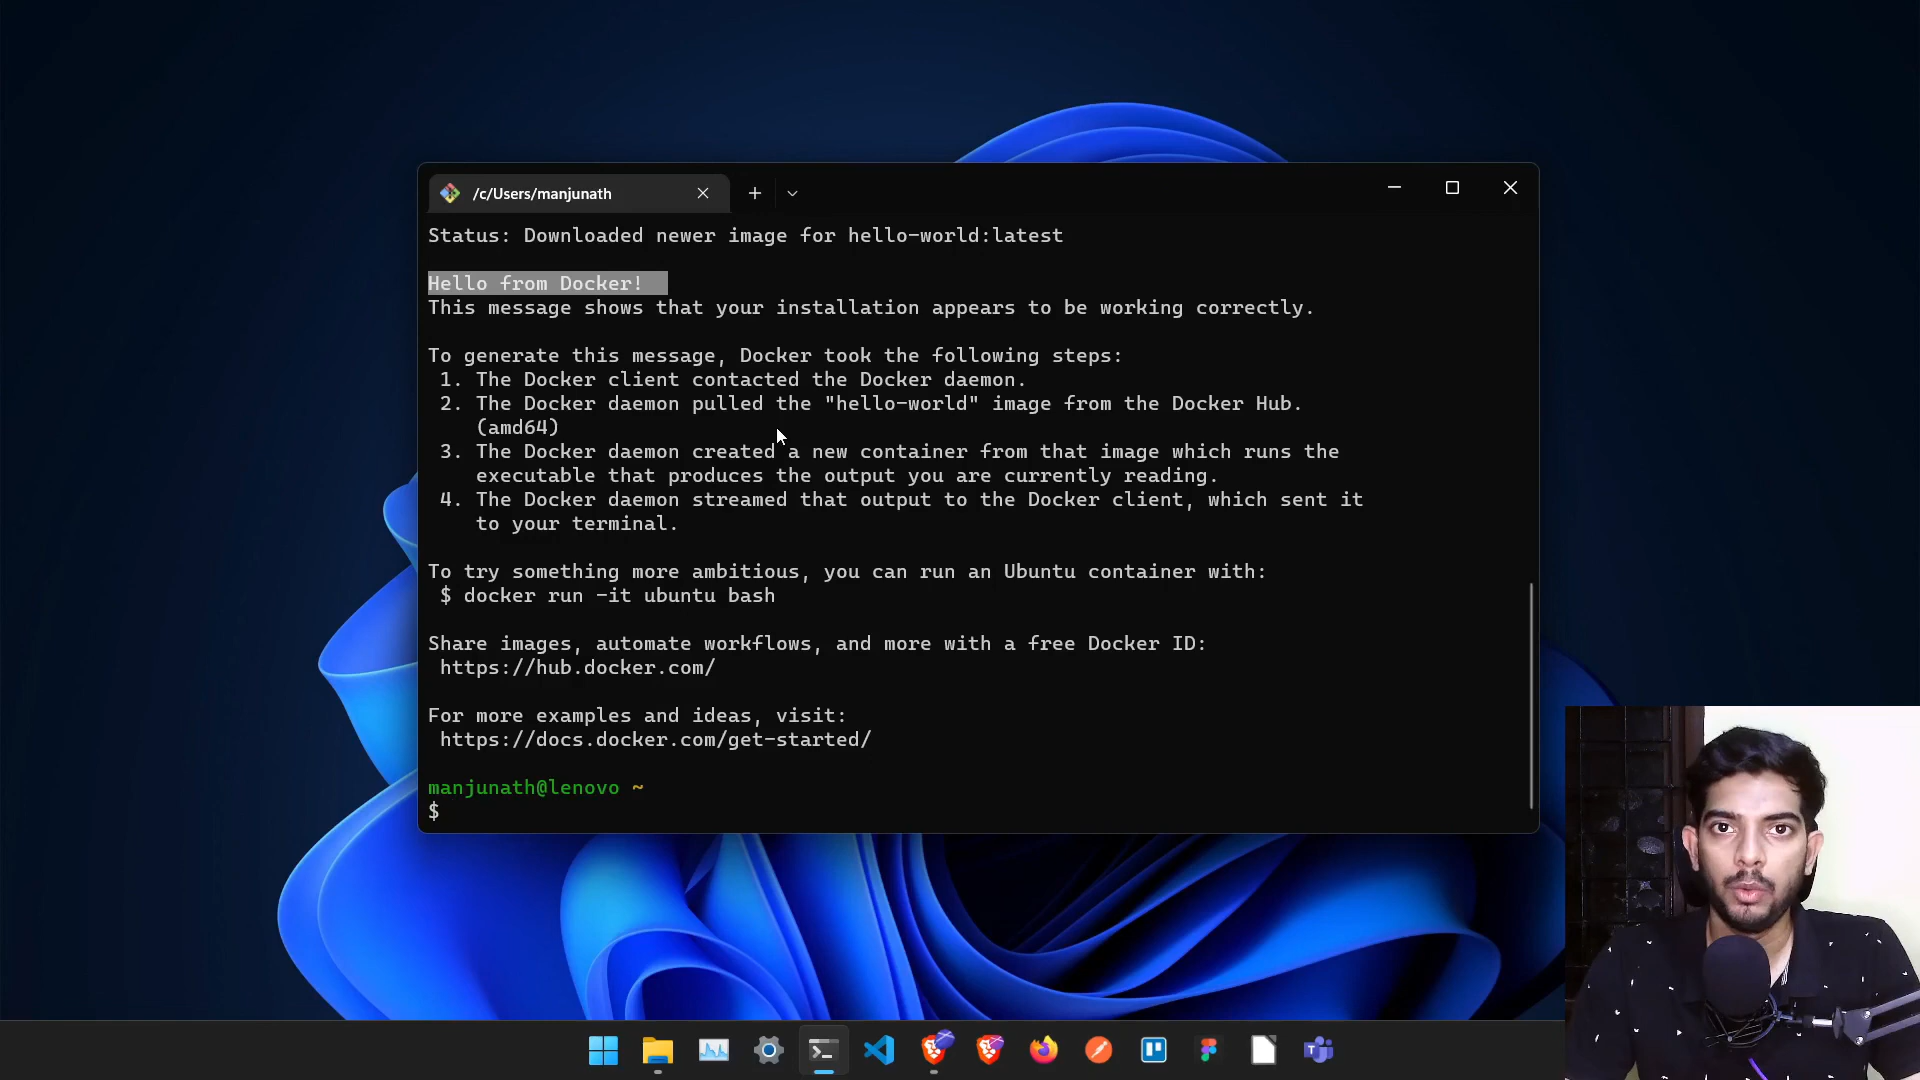 /c/Users/manjunath
Status: Downloaded newer image for hello-world:latest
Hello from Docker!
This message shows that your installation appears to be working correctly.
To generate this message, Docker took the following steps:
1. The Docker client contacted the Docker daemon.
2. The Docker daemon pulled the "hello-world" image from the Docker Hub.
(amd64)
3. The Docker daemon created a new container from that image which runs the
executable that produces the output you are currently reading.
4. The Docker daemon streamed that output to the Docker client, which sent it
to your terminal.
To try something more ambitious, you can run an Ubuntu container with:
$ docker run -it ubuntu bash
Share images, automate workflows, and more with a free Docker ID:
https://hub.docker.com/
For more examples and ideas, visit:
https://docs.docker.com/get-started/
manjunath@lenovo ~
$